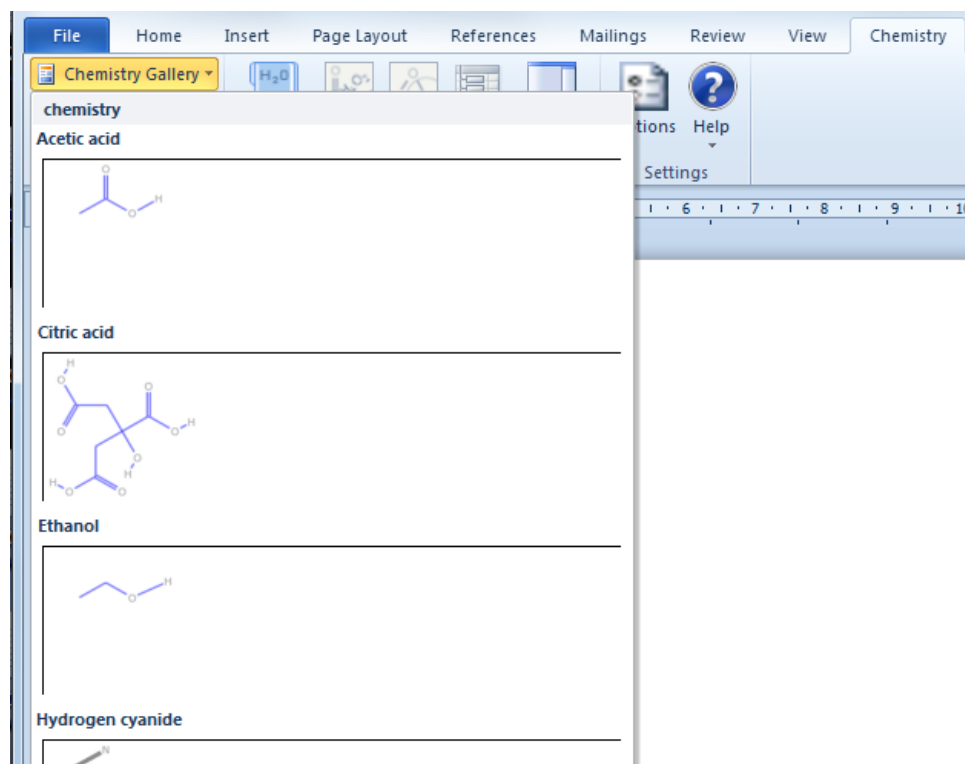 File Home Insert Page Layout References Mailings Review View Chemistry
Chemistry Gallery H₂O
tions Help
Settings
6 7 8 9 10
chemistry
Acetic acid
O
O H
Citric acid
H
O O
O O H
O
H
H O O
Ethanol
H
O
Hydrogen cyanide
N